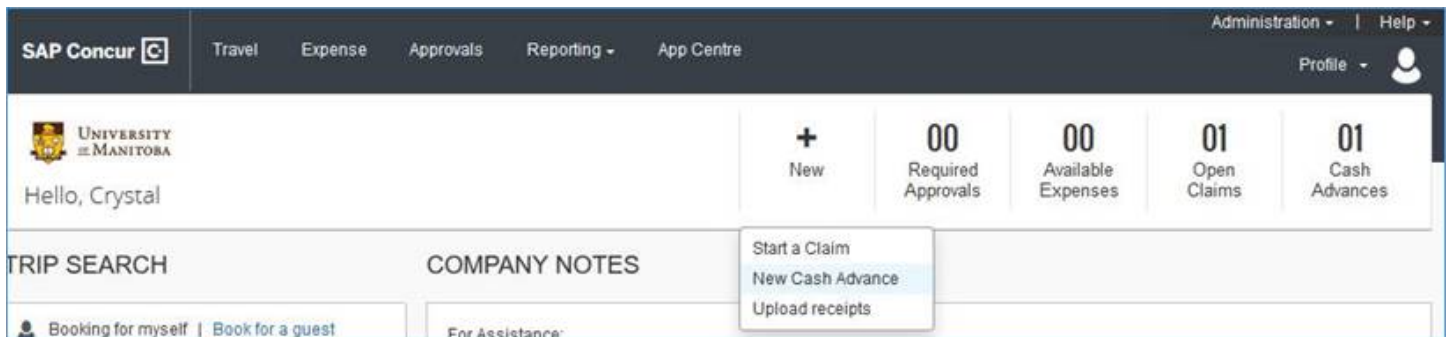 Administration | Help
SAP Concur C Travel Expense Approvals Reporting App Centre
Profile
UNIVERSITY
OF MANITOBA
Hello, Crystal
+
New
00
Required
Approvals
00
Available
Expenses
01
Open
Claims
01
Cash
Advances
Start a Claim
New Cash Advance
Upload receipts
TRIP SEARCH
COMPANY NOTES
Booking for myself | Book for a guest
For Assistance: